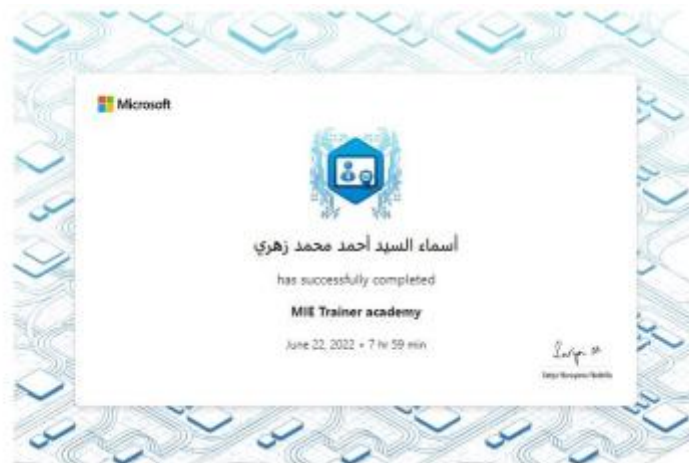 Microsoft
أسماء السيد أحمد محمد زهري
has successfully completed
MIE Trainer academy
June 22, 2022 • 7 hr 59 min